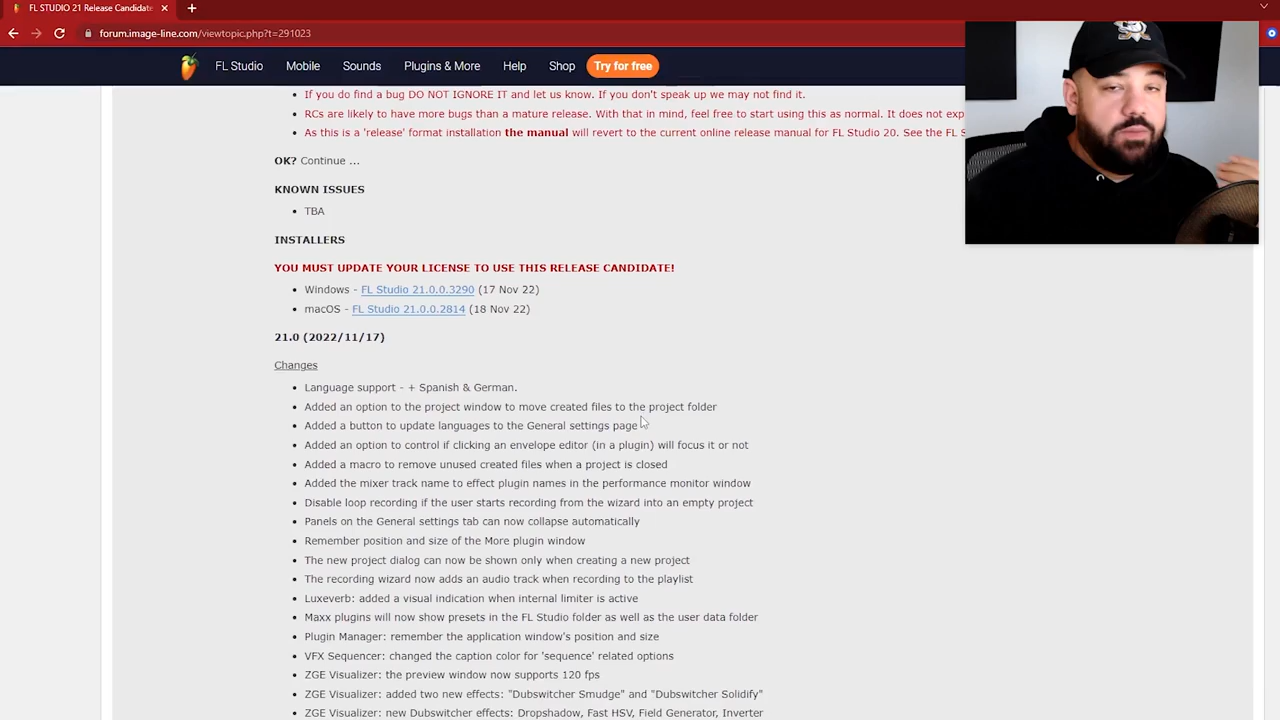 FL STUDIO 21 Release Candidate
forum.image-line.com/viewtopic.php?t=291023
FL Studio Mobile Sounds Plugins & More Help Shop Try for free
• If you do find a bug DO NOT IGNORE IT and let us know. If you don't speak up we may not find it.
• RCs are likely to have more bugs than a mature release. With that in mind, feel free to start using this as normal. It does not exp
• As this is a 'release' format installation the manual will revert to the current online release manual for FL Studio 20. See the FL S
OK? Continue ...
KNOWN ISSUES
• TBA
INSTALLERS
YOU MUST UPDATE YOUR LICENSE TO USE THIS RELEASE CANDIDATE!
• Windows - FL Studio 21.0.0.3290 (17 Nov 22)
• macOS - FL Studio 21.0.0.2814 (18 Nov 22)
21.0 (2022/11/17)
Changes
• Language support - + Spanish & German.
• Added an option to the project window to move created files to the project folder
• Added a button to update languages to the General settings page
• Added an option to control if clicking an envelope editor (in a plugin) will focus it or not
• Added a macro to remove unused created files when a project is closed
• Added the mixer track name to effect plugin names in the performance monitor window
• Disable loop recording if the user starts recording from the wizard into an empty project
• Panels on the General settings tab can now collapse automatically
• Remember position and size of the More plugin window
• The new project dialog can now be shown only when creating a new project
• The recording wizard now adds an audio track when recording to the playlist
• Luxeverb: added a visual indication when internal limiter is active
• Maxx plugins will now show presets in the FL Studio folder as well as the user data folder
• Plugin Manager: remember the application window's position and size
• VFX Sequencer: changed the caption color for 'sequence' related options
• ZGE Visualizer: the preview window now supports 120 fps
• ZGE Visualizer: added two new effects: "Dubswitcher Smudge" and "Dubswitcher Solidify"
• ZGE Visualizer: new Dubswitcher effects: Dropshadow, Fast HSV, Field Generator, Inverter